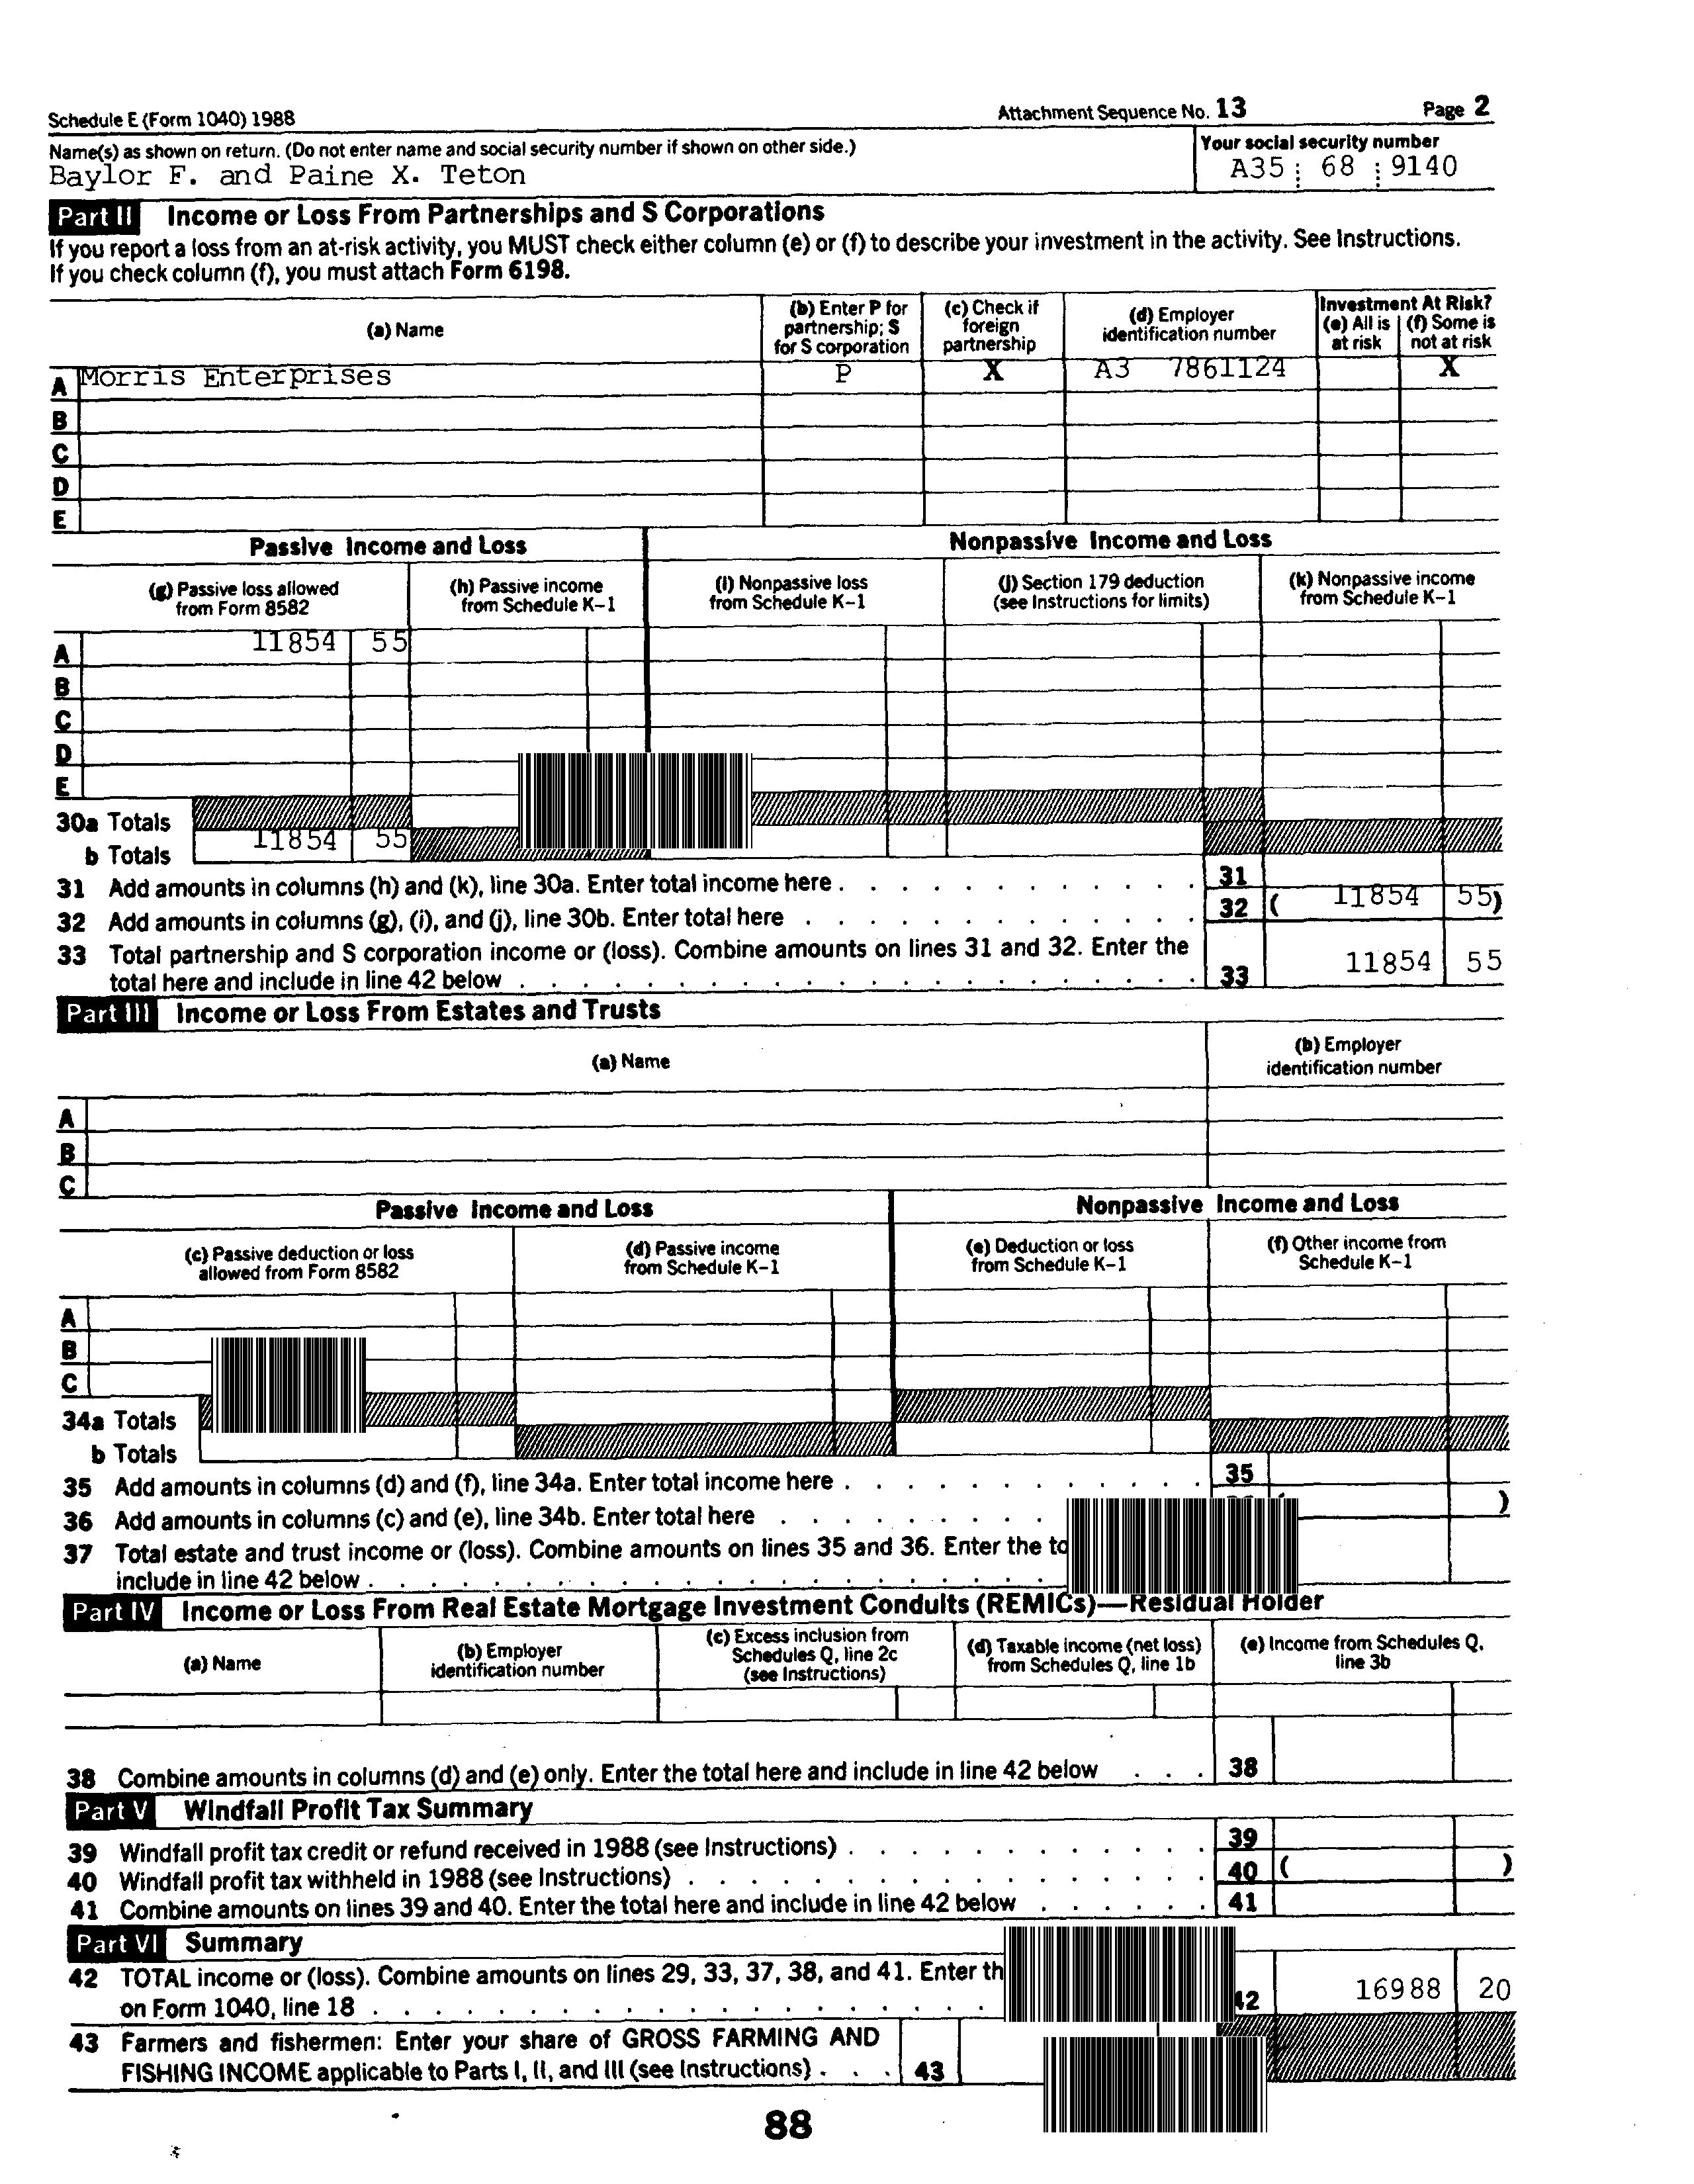 Schedule E (Form 1040) 1988 Attachment Sequence No. 13 Page 2
Name(s) as shown on return. (Do not enter name and social security number if shown on other side.) Your social security number
Baylor F. and Paine X. Teton A35 68 9140
Part II Income or Loss From Partnerships and S Corporations
If you report a loss from an at-risk activity, you MUST check either column (e) or (f) to describe your investment in the activity. See Instructions.
If you check column (f), you must attach Form 6198.
(a) Name
(b) Enter P for partnership; S for S corporation
(c) Check if foreign partnership
(d) Employer identification number
Investment At Risk?
(e) All is at risk
(f) Some is not at risk
A Morris Enterprises P X A3 7861124 X
B
C
D
E
Passive Income and Loss Nonpassive Income and Loss
(g) Passive loss allowed from Form 8582
(h) Passive income from Schedule K-1
(i) Nonpassive loss from Schedule K-1
(j) Section 179 deduction (see Instructions for limits)
(k) Nonpassive income from Schedule K-1
A 11854 55
B
C
D
E
30a Totals
b Totals 11854 55
31 Add amounts in columns (h) and (k), line 30a. Enter total income here . . . . . . . . . . . . 31
32 Add amounts in columns (g), (i), and (j), line 30b. Enter total here . . . . . . . . . . . . . 32 ( 11854 55)
33 Total partnership and S corporation income or (loss). Combine amounts on lines 31 and 32. Enter the
total here and include in line 42 below . . . . . . . . . . . . . . . . . . . . . . 33 11854 55
Part III Income or Loss From Estates and Trusts
(a) Name
(b) Employer identification number
A
B
C
Passive Income and Loss Nonpassive Income and Loss
(c) Passive deduction or loss allowed from Form 8582
(d) Passive income from Schedule K-1
(e) Deduction or loss from Schedule K-1
(f) Other income from Schedule K-1
A
B
C
34a Totals
b Totals
35 Add amounts in columns (d) and (f), line 34a. Enter total income here . . . . . . . . . . . . 35
36 Add amounts in columns (c) and (e), line 34b. Enter total here . . . . . . . . . )
37 Total estate and trust income or (loss). Combine amounts on lines 35 and 36. Enter the
include in line 42 below . . . . . . . . . . . . . . . . . . . . . .
Part IV Income or Loss From Real Estate Mortgage Investment Conduits (REMICs)—Residual Holder
(a) Name
(b) Employer identification number
(c) Excess inclusion from Schedules Q, line 2c (see Instructions)
(d) Taxable income (net loss) from Schedules Q, line 1b
(e) Income from Schedules Q, line 3b
38 Combine amounts in columns (d) and (e) only. Enter the total here and include in line 42 below . . . 38
Part V Windfall Profit Tax Summary
39 Windfall profit tax credit or refund received in 1988 (see Instructions) . . . . . . . . . . . . 39
40 Windfall profit tax withheld in 1988 (see Instructions) . . . . . . . . . . . . . . . . . 40 ( )
41 Combine amounts on lines 39 and 40. Enter the total here and include in line 42 below . . . . . . 41
Part VI Summary
42 TOTAL income or (loss). Combine amounts on lines 29, 33, 37, 38, and 41. Enter
on Form 1040, line 18 . . . . . . . . . . . . . . . . . . . . 42 16988 20
43 Farmers and fishermen: Enter your share of GROSS FARMING AND
FISHING INCOME applicable to Parts I, II, and III (see Instructions) . . . 43
88